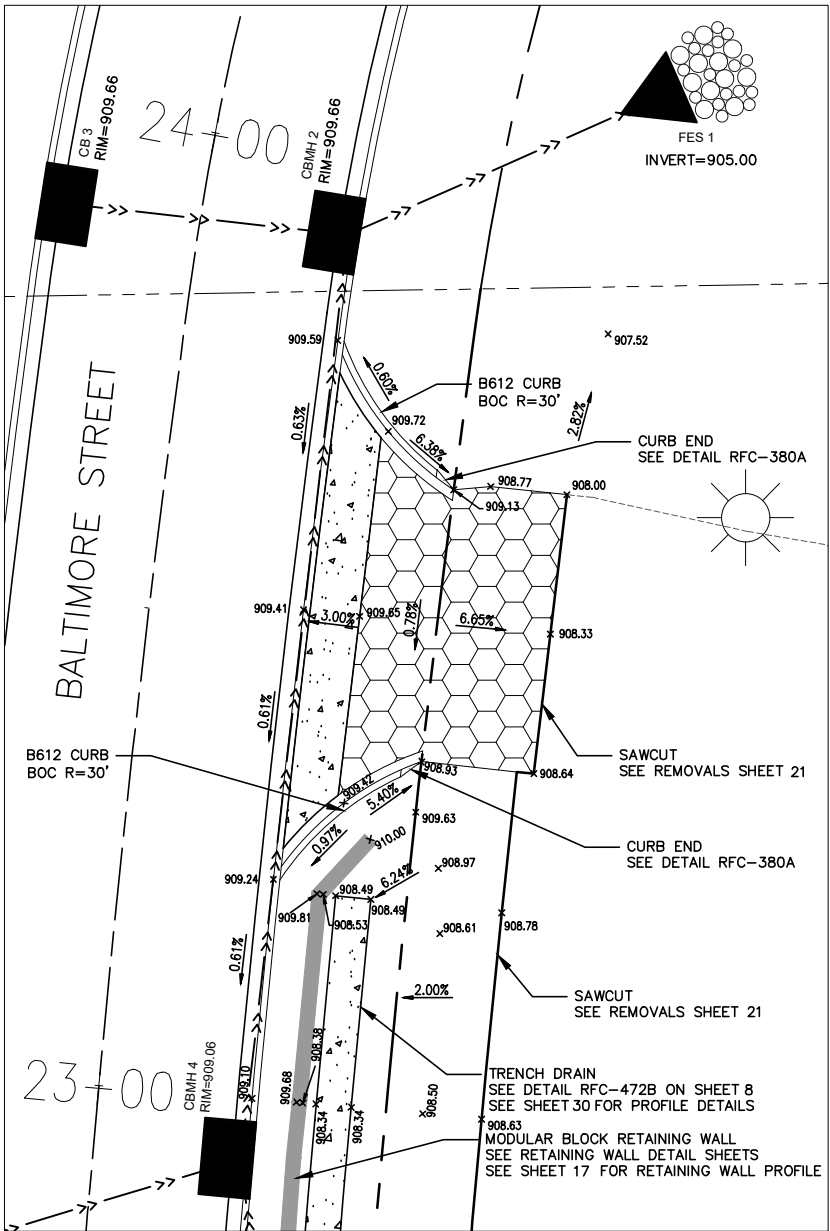 CB 3
RIM=909.66
24+00
CBMH 2
RIM=909.66
FES 1
INVERT=905.00
909.59
907.52
0.60%
B612 CURB
BOC R=30'
2.82%
0.63%
909.72
6.38%
CURB END
SEE DETAIL RFC-380A
908.77
908.00
909.13
BALTIMORE STREET
909.41
3.00%
909.65
0.78%
6.65%
908.33
0.61%
B612 CURB
BOC R=30'
SAWCUT
SEE REMOVALS SHEET 21
908.93
908.64
909.42
5.40%
909.63
0.97%
910.00
CURB END
SEE DETAIL RFC-380A
908.97
909.24
6.24%
908.49
908.49
909.81
908.53
908.61
908.78
0.61%
2.00%
SAWCUT
SEE REMOVALS SHEET 21
908.38
23+00
CBMH 4
RIM=909.06
909.10
909.68
908.34
908.34
908.50
908.63
TRENCH DRAIN
SEE DETAIL RFC-472B ON SHEET 8
SEE SHEET 30 FOR PROFILE DETAILS
MODULAR BLOCK RETAINING WALL
SEE RETAINING WALL DETAIL SHEETS
SEE SHEET 17 FOR RETAINING WALL PROFILE